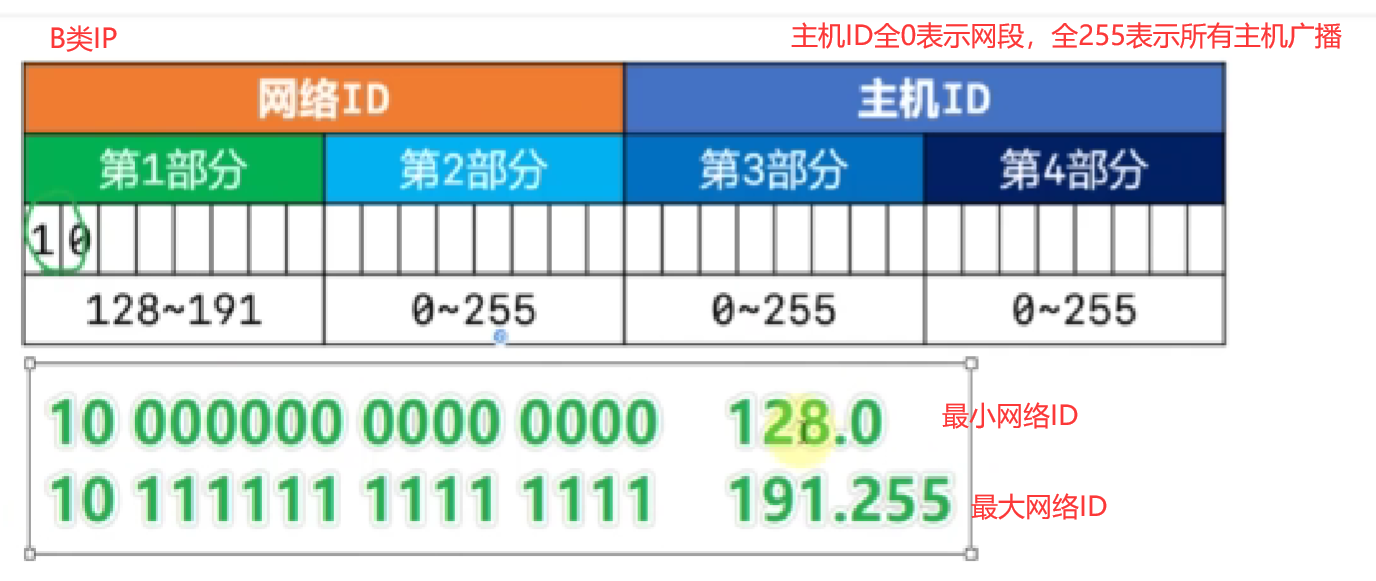 B类IP
主机ID全0表示网段，全255表示所有主机广播
网络ID 主机ID
第1部分 第2部分 第3部分 第4部分
1 0
128~191 0~255 0~255 0~255
10 000000 0000 0000 128.0 最小网络ID
10 111111 1111 1111 191.255 最大网络ID